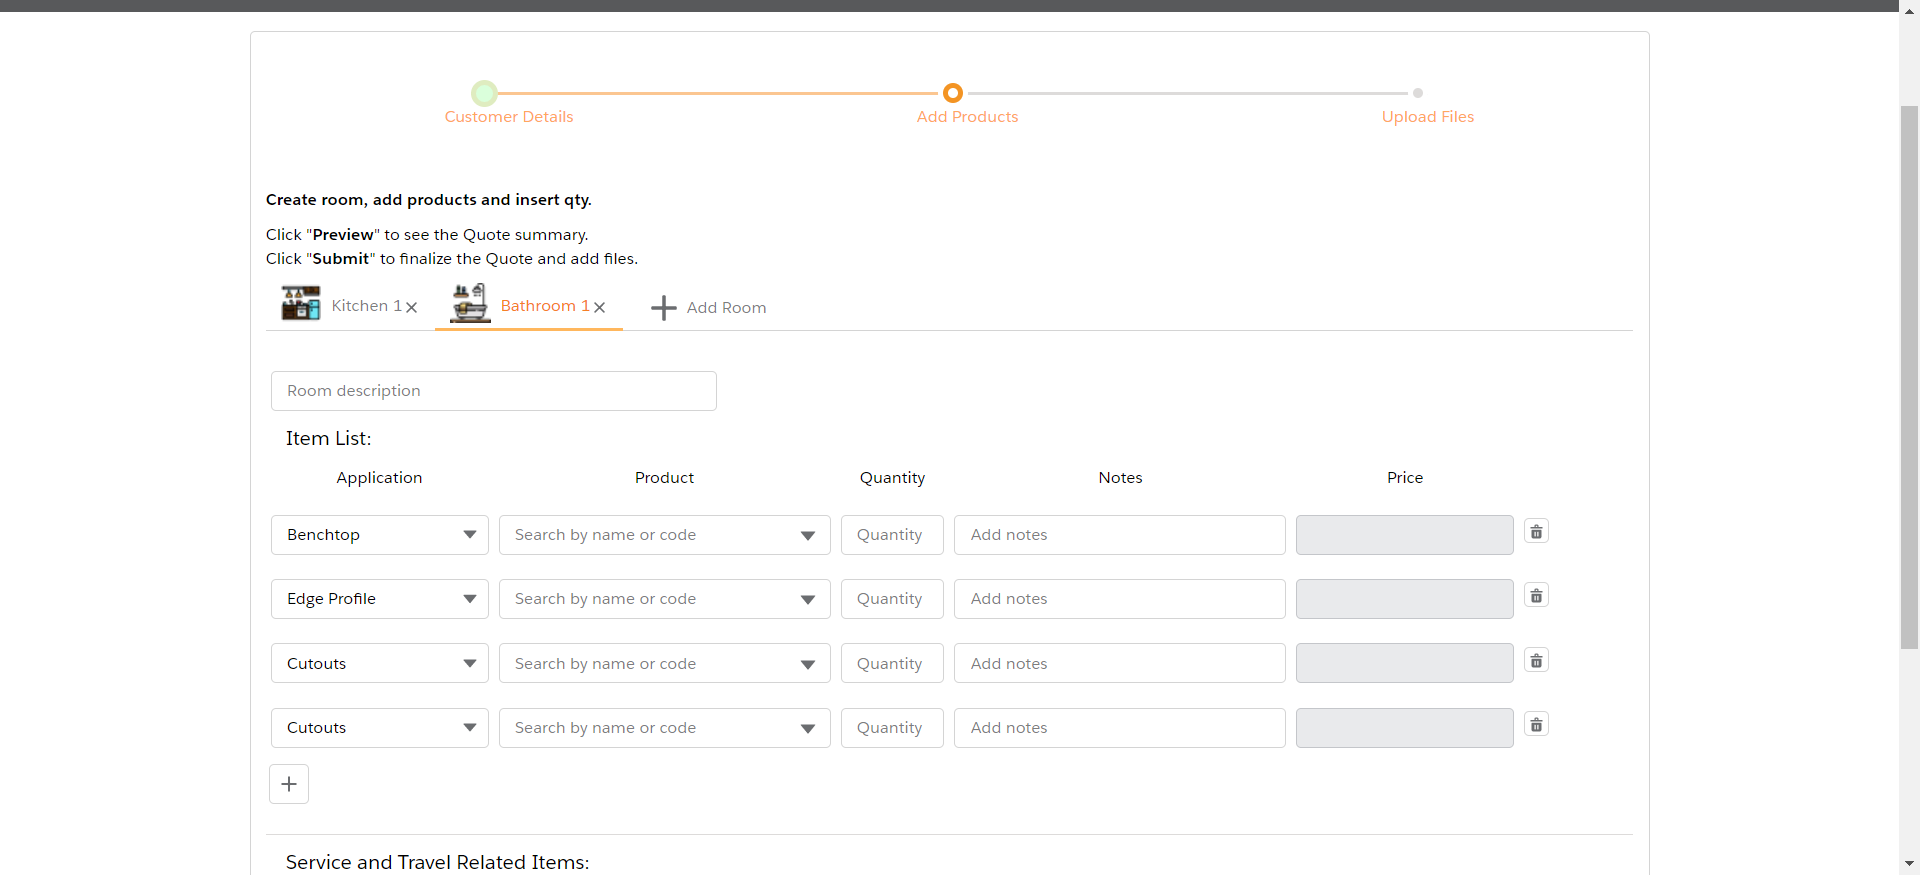 Customer Details
Add Products
Upload Files
Create room, add products and insert qty.
Click "Preview" to see the Quote summary.
Click "Submit" to finalize the Quote and add files.
Kitchen 1
Bathroom 1
Add Room
Room description
Item List:
Application Product Quantity Notes Price
Benchtop Search by name or code Quantity Add notes
Edge Profile Search by name or code Quantity Add notes
Cutouts Search by name or code Quantity Add notes
Cutouts Search by name or code Quantity Add notes
Service and Travel Related Items: